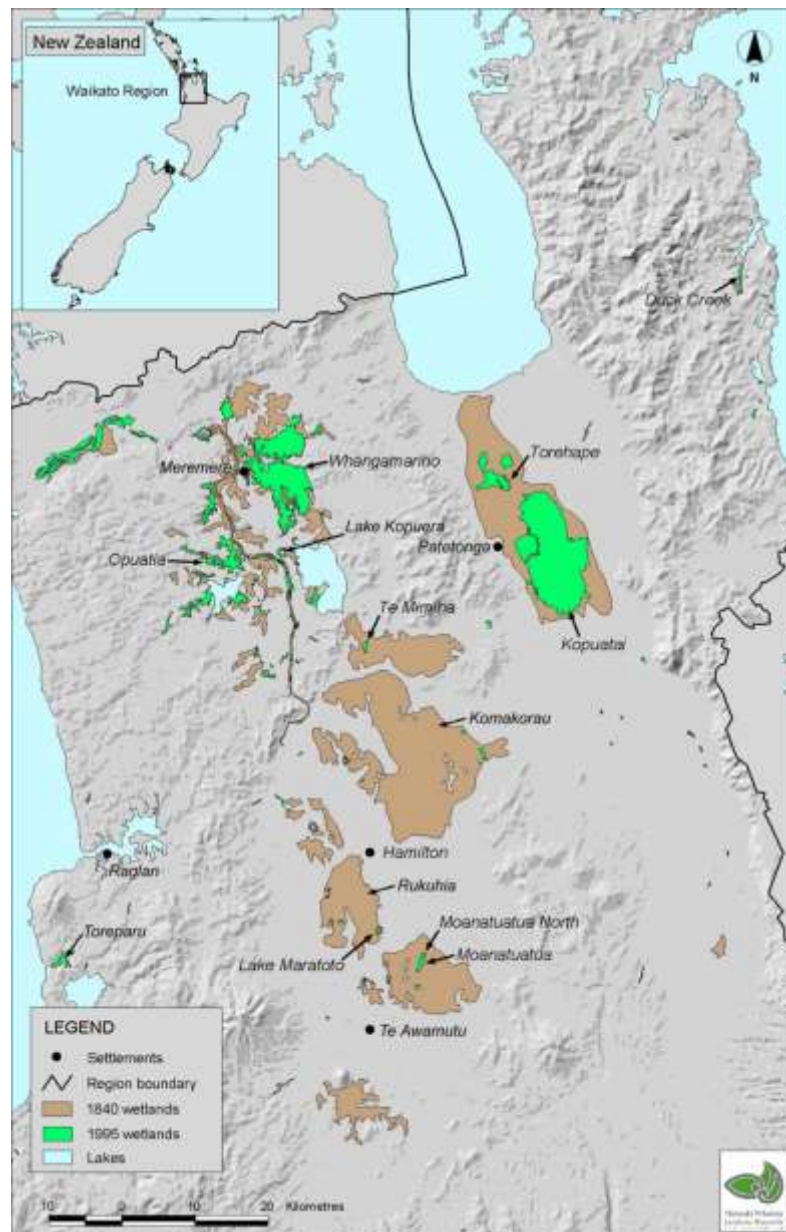 New Zealand
Waikato Region
N
Duck Creek
Torehape
Meremere
Whangamarino
Lake Kopuera
Patetonga
Opuatia
Te Mimiha
Kopuatai
Komakorau
Hamilton
Raglan
Rukuhia
Moanatuatua North
Toreparu
Moanatuatua
Lake Maratoto
LEGEND
Te Awamutu
Settlements
Region boundary
1840 wetlands
1995 wetlands
Lakes
10 0 10 20 Kilometres